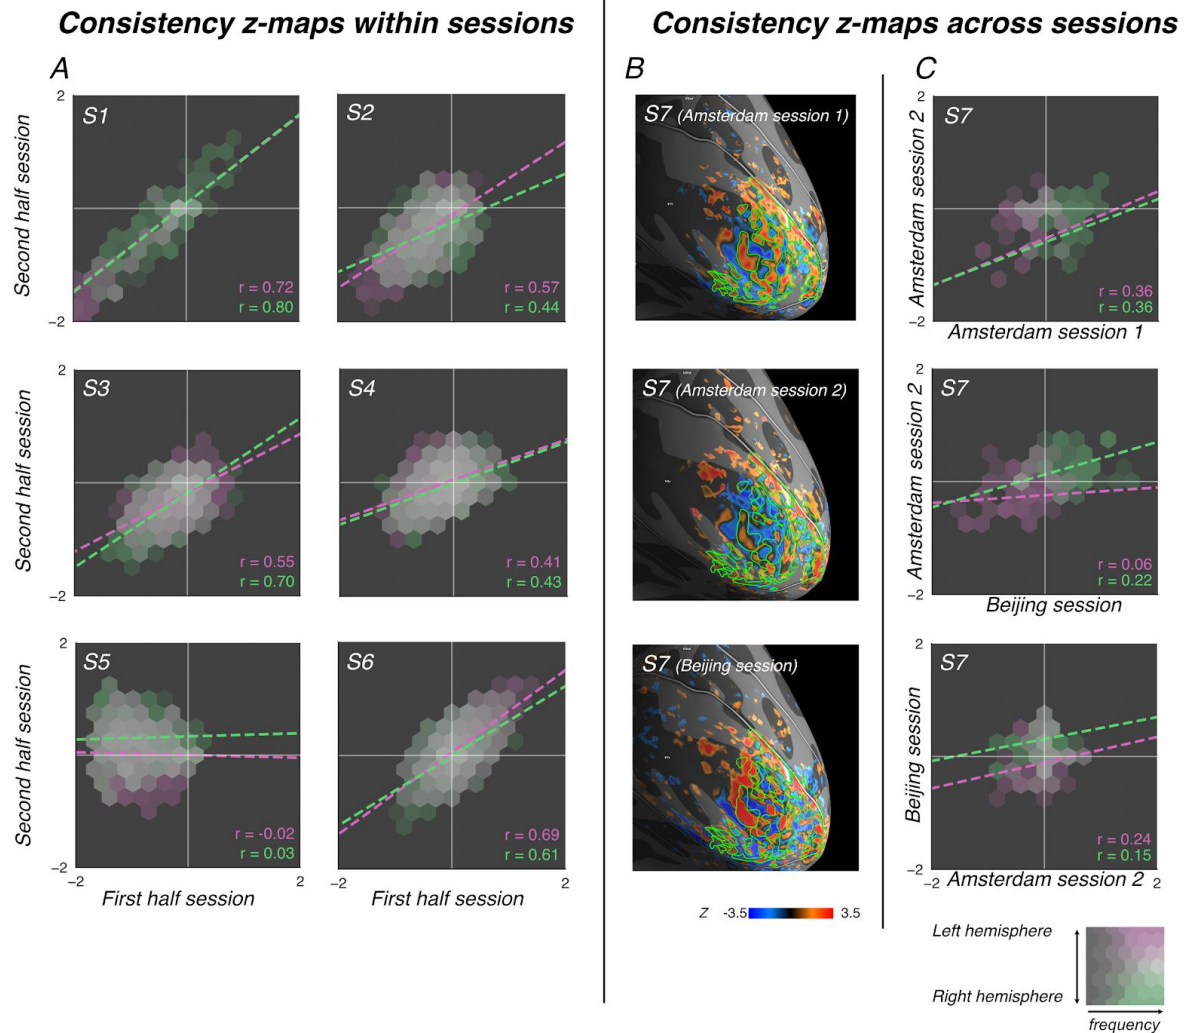 Consistency z-maps within sessions
Consistency z-maps across sessions
A
B
C
2
S1
Second half session
r = 0.72
r = 0.80
−2
S2
r = 0.57
r = 0.44
S7 (Amsterdam session 1)
2
S7
Amsterdam session 2
r = 0.36
r = 0.36
−2
Amsterdam session 1
2
S3
Second half session
r = 0.55
r = 0.70
−2
S4
r = 0.41
r = 0.43
S7 (Amsterdam session 2)
2
S7
Amsterdam session 2
r = 0.06
r = 0.22
−2
Beijing session
2
S5
Second half session
r = -0.02
r = 0.03
−2
−2
2
First half session
S6
r = 0.69
r = 0.61
−2
2
First half session
S7 (Beijing session)
Z -3.5 3.5
2
S7
Beijing session
r = 0.24
r = 0.15
−2
−2
2
Amsterdam session 2
Left hemisphere
Right hemisphere
frequency